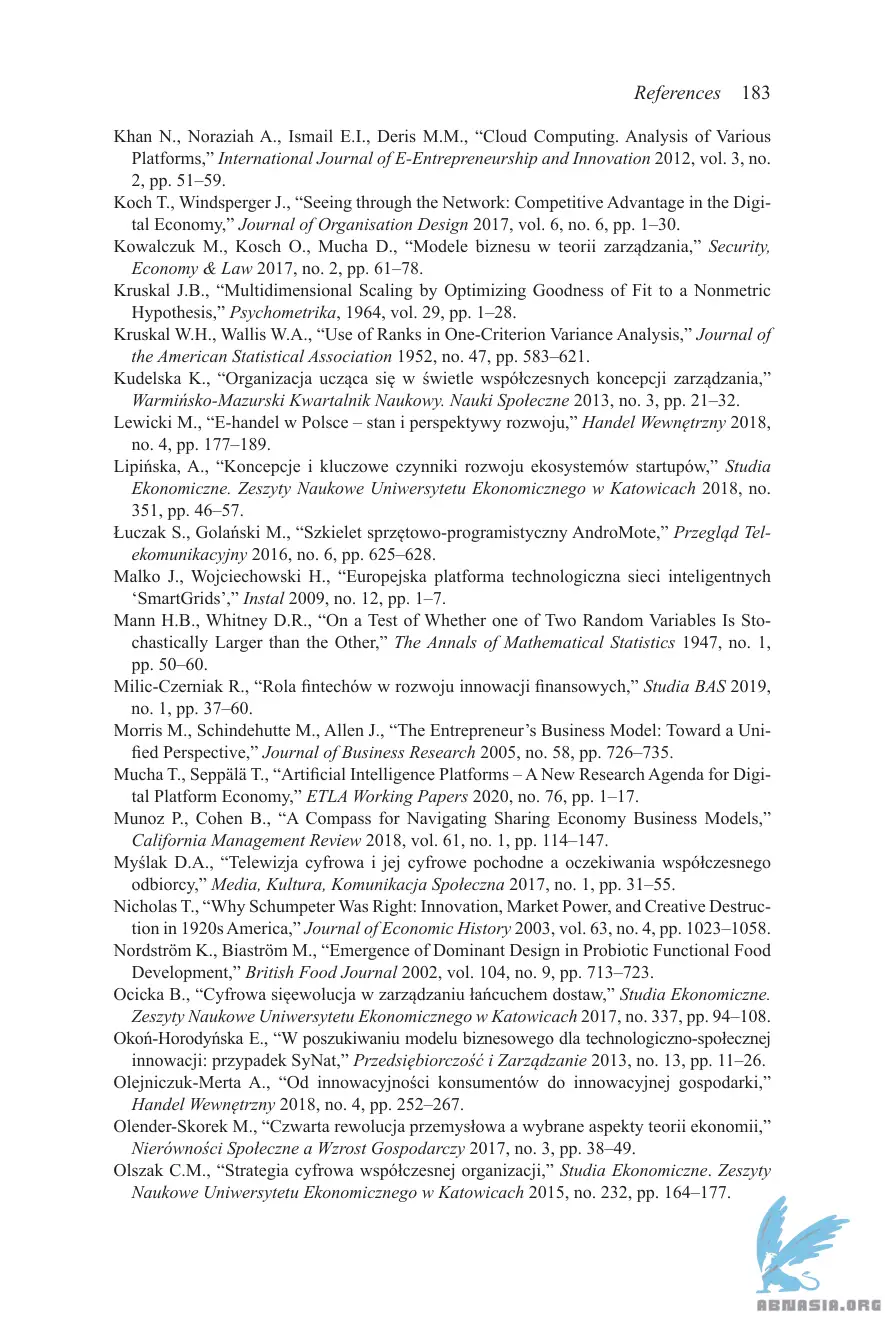 References 183
Khan N., Noraziah A., Ismail E.I., Deris M.M., “Cloud Computing. Analysis of Various
Platforms,” International Journal of E-Entrepreneurship and Innovation 2012, vol. 3, no.
2, pp. 51–59.
Koch T., Windsperger J., “Seeing through the Network: Competitive Advantage in the Digi-
tal Economy,” Journal of Organisation Design 2017, vol. 6, no. 6, pp. 1–30.
Kowalczuk M., Kosch O., Mucha D., “Modele biznesu w teorii zarządzania,” Security,
Economy & Law 2017, no. 2, pp. 61–78.
Kruskal J.B., “Multidimensional Scaling by Optimizing Goodness of Fit to a Nonmetric
Hypothesis,” Psychometrika, 1964, vol. 29, pp. 1–28.
Kruskal W.H., Wallis W.A., “Use of Ranks in One-Criterion Variance Analysis,” Journal of
the American Statistical Association 1952, no. 47, pp. 583–621.
Kudelska K., “Organizacja ucząca się w świetle współczesnych koncepcji zarządzania,”
Warmińsko-Mazurski Kwartalnik Naukowy. Nauki Społeczne 2013, no. 3, pp. 21–32.
Lewicki M., “E-handel w Polsce – stan i perspektywy rozwoju,” Handel Wewnętrzny 2018,
no. 4, pp. 177–189.
Lipińska, A., “Koncepcje i kluczowe czynniki rozwoju ekosystemów startupów,” Studia
Ekonomiczne. Zeszyty Naukowe Uniwersytetu Ekonomicznego w Katowicach 2018, no.
351, pp. 46–57.
Łuczak S., Golański M., “Szkielet sprzętowo-programistyczny AndroMote,” Przegląd Tel-
ekomunikacyjny 2016, no. 6, pp. 625–628.
Malko J., Wojciechowski H., “Europejska platforma technologiczna sieci inteligentnych
‘SmartGrids’,” Instal 2009, no. 12, pp. 1–7.
Mann H.B., Whitney D.R., “On a Test of Whether one of Two Random Variables Is Sto-
chastically Larger than the Other,” The Annals of Mathematical Statistics 1947, no. 1,
pp. 50–60.
Milic-Czerniak R., “Rola fintechów w rozwoju innowacji finansowych,” Studia BAS 2019,
no. 1, pp. 37–60.
Morris M., Schindehutte M., Allen J., “The Entrepreneur’s Business Model: Toward a Uni-
fied Perspective,” Journal of Business Research 2005, no. 58, pp. 726–735.
Mucha T., Seppälä T., “Artificial Intelligence Platforms – A New Research Agenda for Digi-
tal Platform Economy,” ETLA Working Papers 2020, no. 76, pp. 1–17.
Munoz P., Cohen B., “A Compass for Navigating Sharing Economy Business Models,”
California Management Review 2018, vol. 61, no. 1, pp. 114–147.
Myślak D.A., “Telewizja cyfrowa i jej cyfrowe pochodne a oczekiwania współczesnego
odbiorcy,” Media, Kultura, Komunikacja Społeczna 2017, no. 1, pp. 31–55.
Nicholas T., “Why Schumpeter Was Right: Innovation, Market Power, and Creative Destruc-
tion in 1920s America,” Journal of Economic History 2003, vol. 63, no. 4, pp. 1023–1058.
Nordström K., Biaström M., “Emergence of Dominant Design in Probiotic Functional Food
Development,” British Food Journal 2002, vol. 104, no. 9, pp. 713–723.
Ocicka B., “Cyfrowa sięewolucja w zarządzaniu łańcuchem dostaw,” Studia Ekonomiczne.
Zeszyty Naukowe Uniwersytetu Ekonomicznego w Katowicach 2017, no. 337, pp. 94–108.
Okoń-Horodyńska E., “W poszukiwaniu modelu biznesowego dla technologiczno-społecznej
innowacji: przypadek SyNat,” Przedsiębiorczość i Zarządzanie 2013, no. 13, pp. 11–26.
Olejniczuk-Merta A., “Od innowacyjności konsumentów do innowacyjnej gospodarki,”
Handel Wewnętrzny 2018, no. 4, pp. 252–267.
Olender-Skorek M., “Czwarta rewolucja przemysłowa a wybrane aspekty teorii ekonomii,”
Nierówności Społeczne a Wzrost Gospodarczy 2017, no. 3, pp. 38–49.
Olszak C.M., “Strategia cyfrowa współczesnej organizacji,” Studia Ekonomiczne. Zeszyty
Naukowe Uniwersytetu Ekonomicznego w Katowicach 2015, no. 232, pp. 164–177.
ABNASIA.ORG